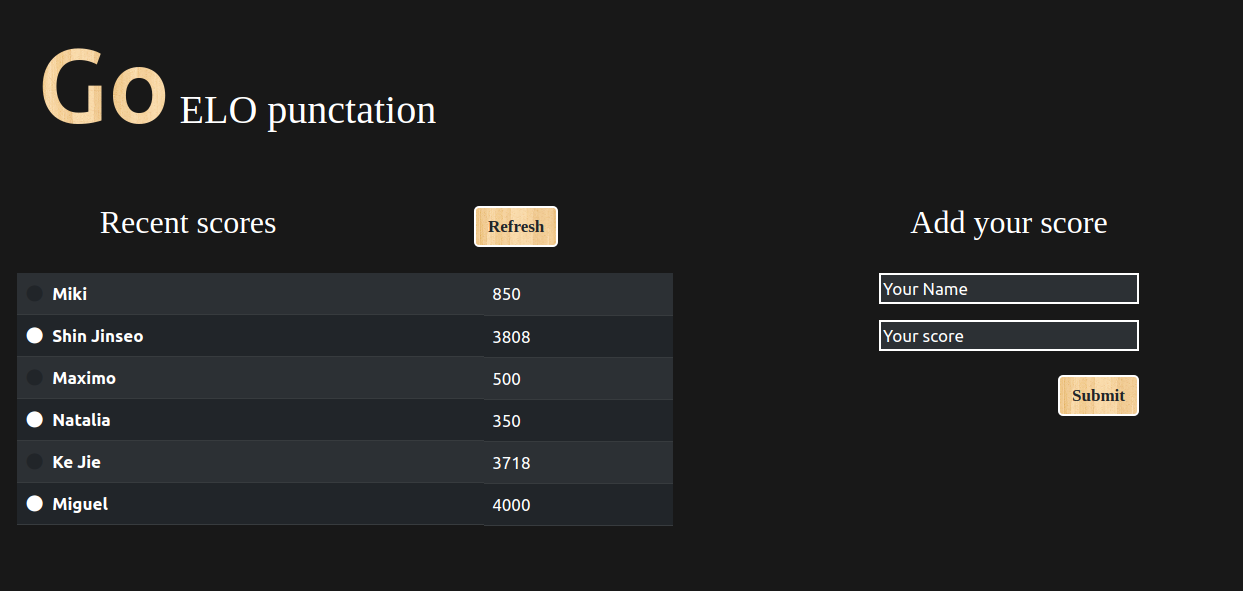 Go ELO punctation
Recent scores
Refresh
Miki 850
Shin Jinseo 3808
Maximo 500
Natalia 350
Ke Jie 3718
Miguel 4000
Add your score
Your Name
Your score
Submit